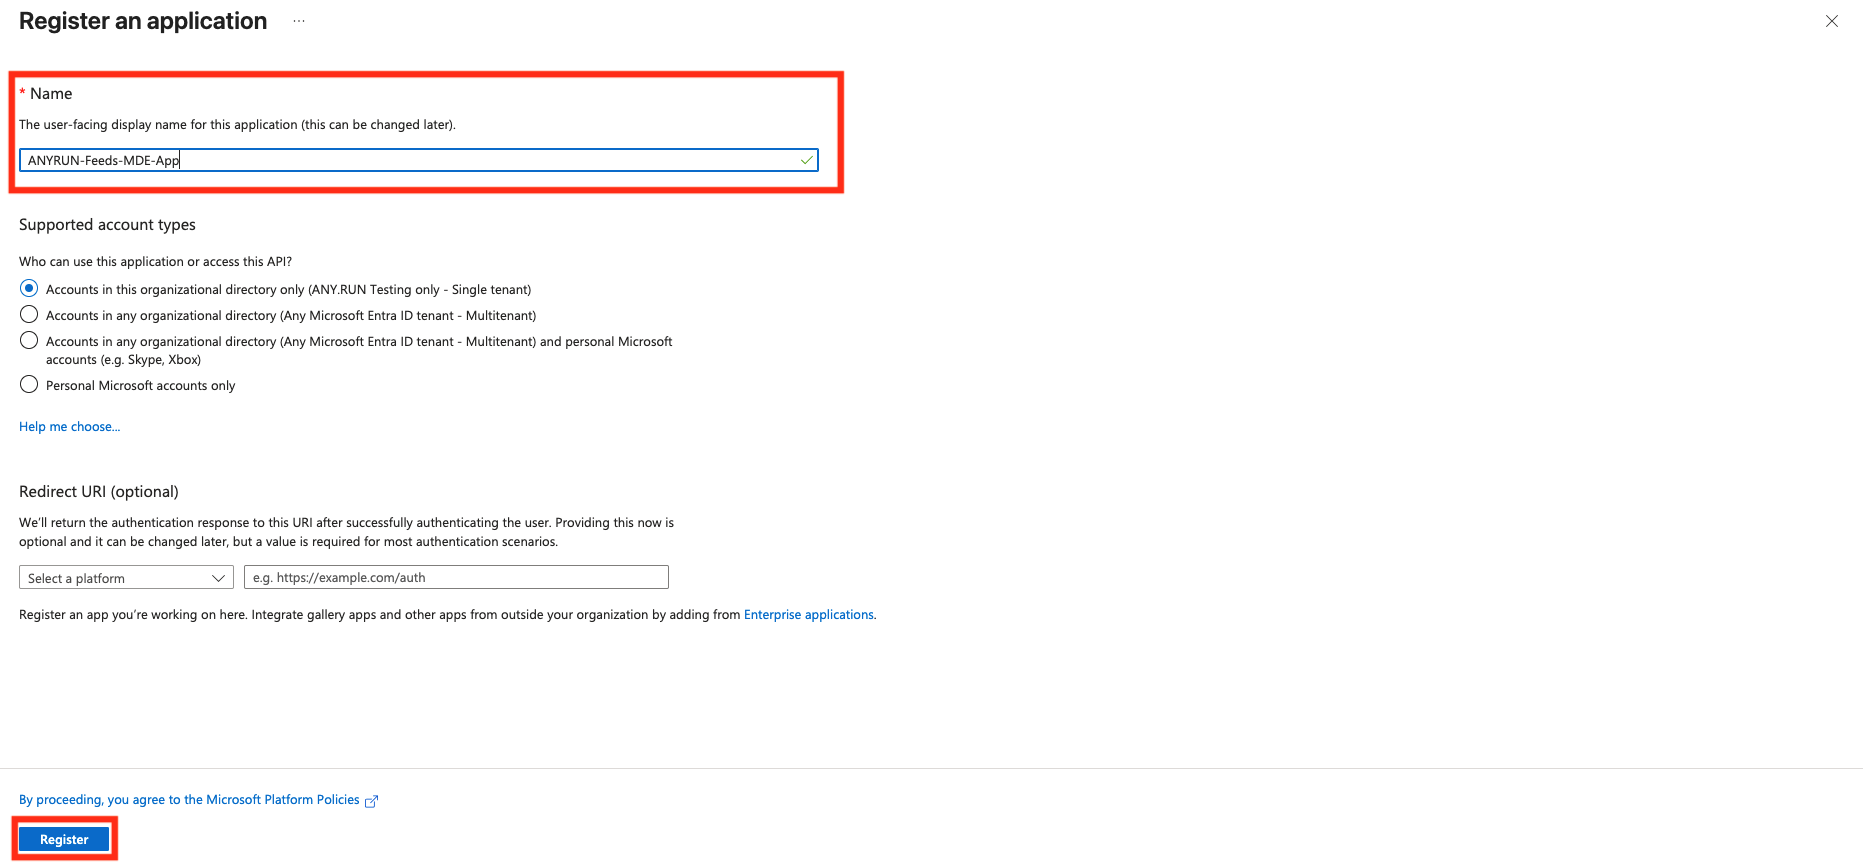 Register an application ...
* Name
The user-facing display name for this application (this can be changed later).
ANYRUN-Feeds-MDE-App
Supported account types
Who can use this application or access this API?
Accounts in this organizational directory only (ANY.RUN Testing only - Single tenant)
Accounts in any organizational directory (Any Microsoft Entra ID tenant - Multitenant)
Accounts in any organizational directory (Any Microsoft Entra ID tenant - Multitenant) and personal Microsoft
accounts (e.g. Skype, Xbox)
Personal Microsoft accounts only
Help me choose...
Redirect URI (optional)
We'll return the authentication response to this URI after successfully authenticating the user. Providing this now is
optional and it can be changed later, but a value is required for most authentication scenarios.
Select a platform
e.g. https://example.com/auth
Register an app you're working on here. Integrate gallery apps and other apps from outside your organization by adding from Enterprise applications.
By proceeding, you agree to the Microsoft Platform Policies
Register